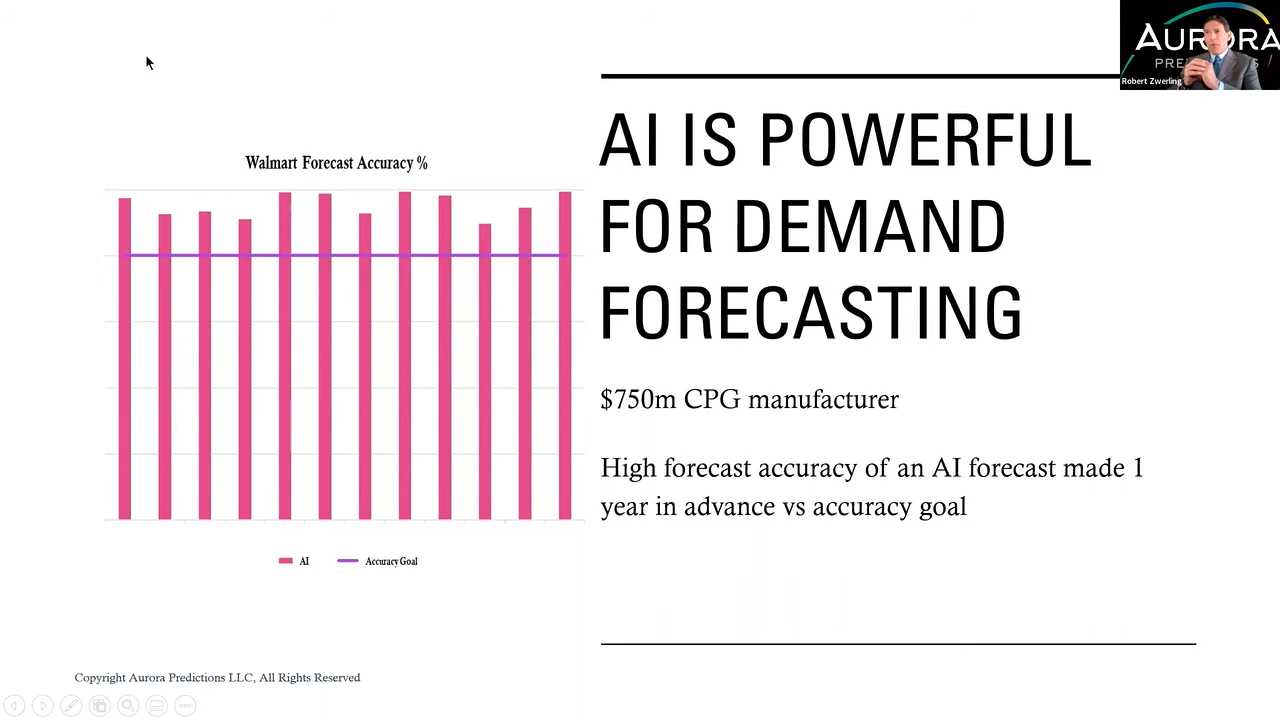 AURORA
Robert Zwerling
AI IS POWERFUL
FOR DEMAND
FORECASTING
Walmart Forecast Accuracy %
$750m CPG manufacturer
High forecast accuracy of an AI forecast made 1
year in advance vs accuracy goal
AI
Accuracy Goal
Copyright Aurora Predictions LLC, All Rights Reserved